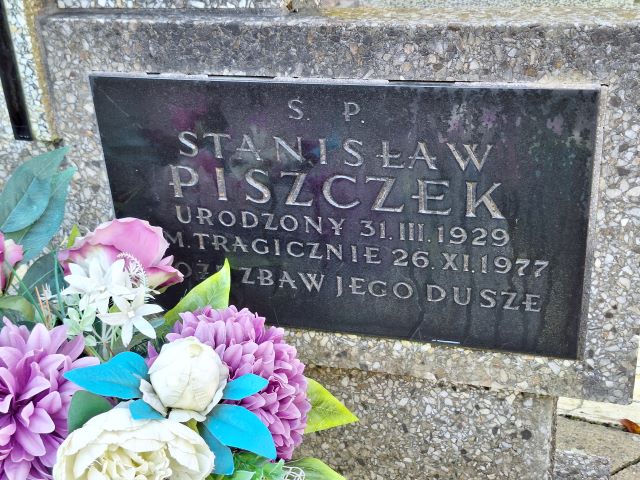 S. P.
STANISŁAW
PISZCZEK
URODZONY 31.III.1929
M. TRAGICZNIE 26.XI.1977
ZBAW JEGO DUSZE